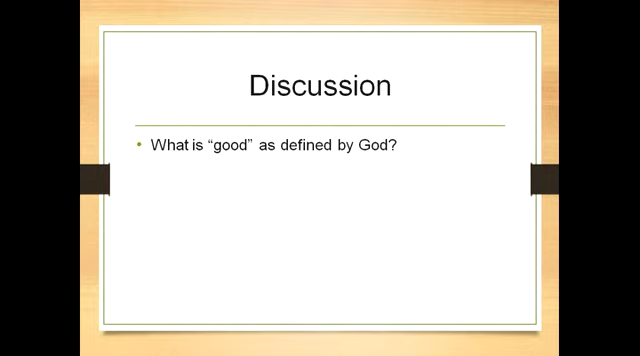 Discussion
• What is “good” as defined by God?